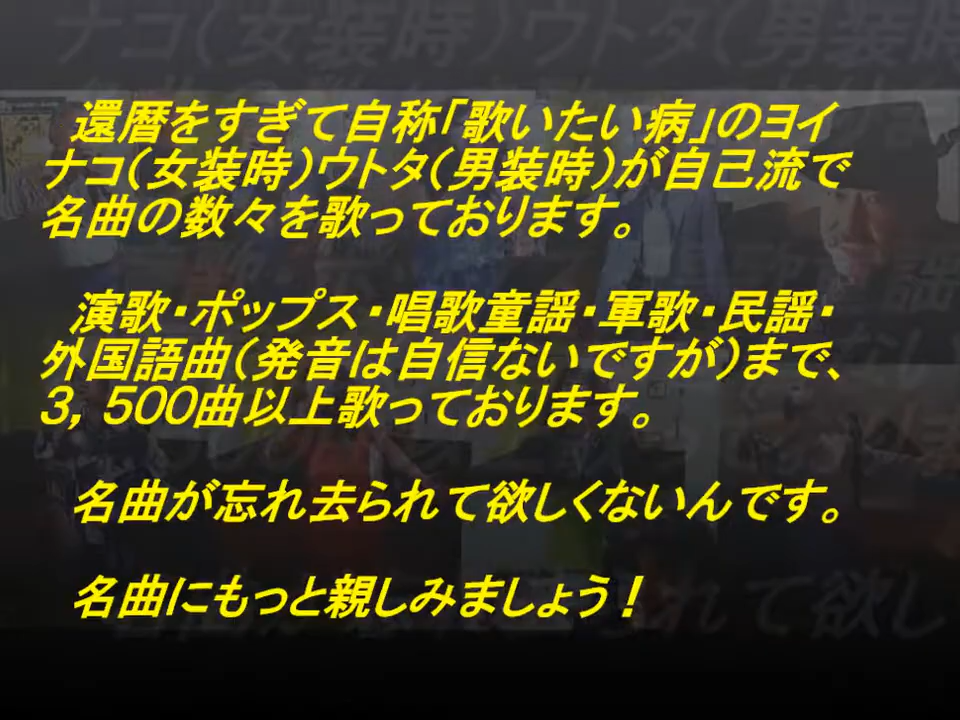 還暦をすぎて自称「歌いたい病」のヨイ
ナコ（女装時）ウトタ（男装時）が自己流で
名曲の数々を歌っております。
演歌・ポップス・唱歌童謡・軍歌・民謡・
外国語曲（発音は自信ないですが）まで、
３，５００曲以上歌っております。
名曲が忘れ去られて欲しくないんです。
名曲にもっと親しみましょう！